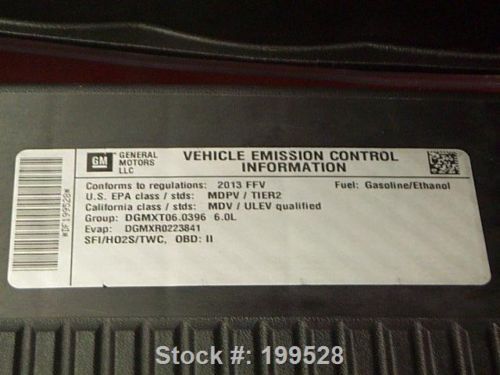 GM GENERAL MOTORS LLC
VEHICLE EMISSION CONTROL INFORMATION
Conforms to regulations: 2013 FFV Fuel: Gasoline/Ethanol
U.S. EPA class / stds: MDPV / TIER2
California class / stds: MDV / ULEV qualified
Group: DGMXT06.0396 6.0L
Evap: DGMXR0223841
SFI/HO2S/TWC, OBD: II
*DF199528*
Stock #: 199528